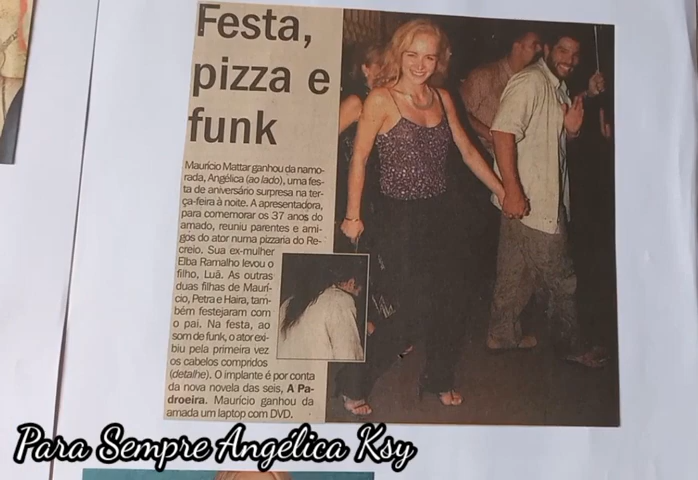 Festa,
pizza e
funk
Maurício Mattar ganhou da namo-
rada, Angélica (ao lado), uma fes-
ta de aniversário surpresa na ter-
ça-feira à noite. A apresentadora,
para comemorar os 37 anos do
amado, reuniu parentes e ami-
gos do ator numa pizzaria do Re-
creio. Sua ex-mulher
Elba Ramalho levou o
filho, Luã. As outras
duas filhas de Maurí-
cio, Petra e Haira, tam-
bém festejaram com
o pai. Na festa, ao
som de funk, o ator exi-
biu pela primeira vez
os cabelos compridos
(detalhe). O implante é por conta
da nova novela das seis, A Pa-
droeira. Maurício ganhou da
amada um laptop com DVD.
Para Sempre Angélica Ksy